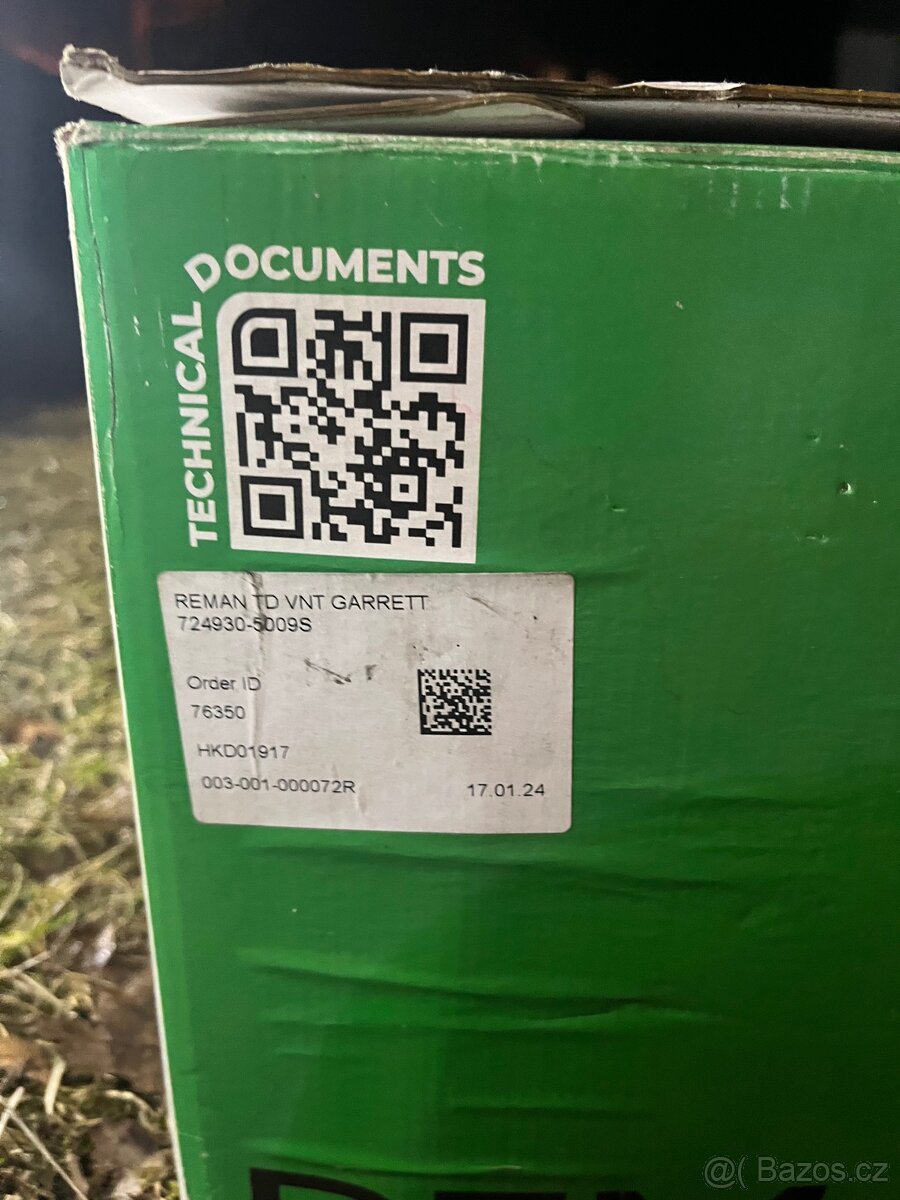 TECHNICAL DOCUMENTS
REMAN TD VNT GARRETT
724930-5009S
Order ID
76350
HKD01917
003-001-000072R
17.01.24
@( Bazos.cz